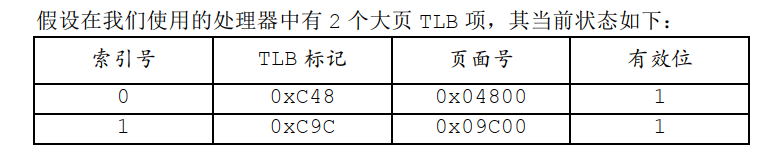 假设在我们使用的处理器中有 2 个大页 TLB 项，其当前状态如下：
索引号 TLB 标记 页面号 有效位
0 0xC48 0x04800 1
1 0xC9C 0x09C00 1